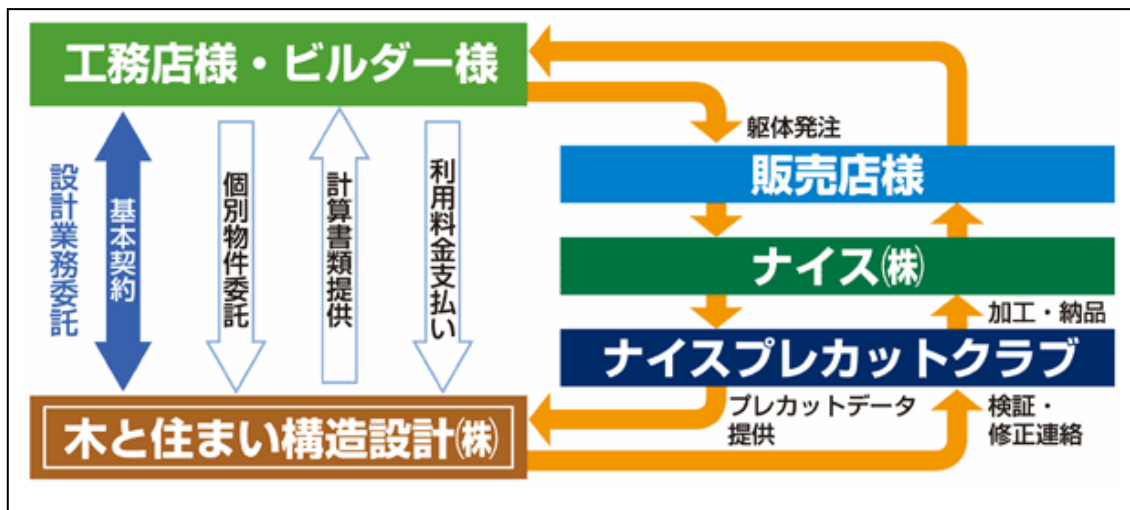 工務店様・ビルダー様
躯体発注
販売店様
設計業務委託
基本契約
個別物件委託
計算書類提供
利用料金支払い
ナイス㈱
加工・納品
ナイスプレカットクラブ
プレカットデータ
提供
検証・
修正連絡
木と住まい構造設計㈱